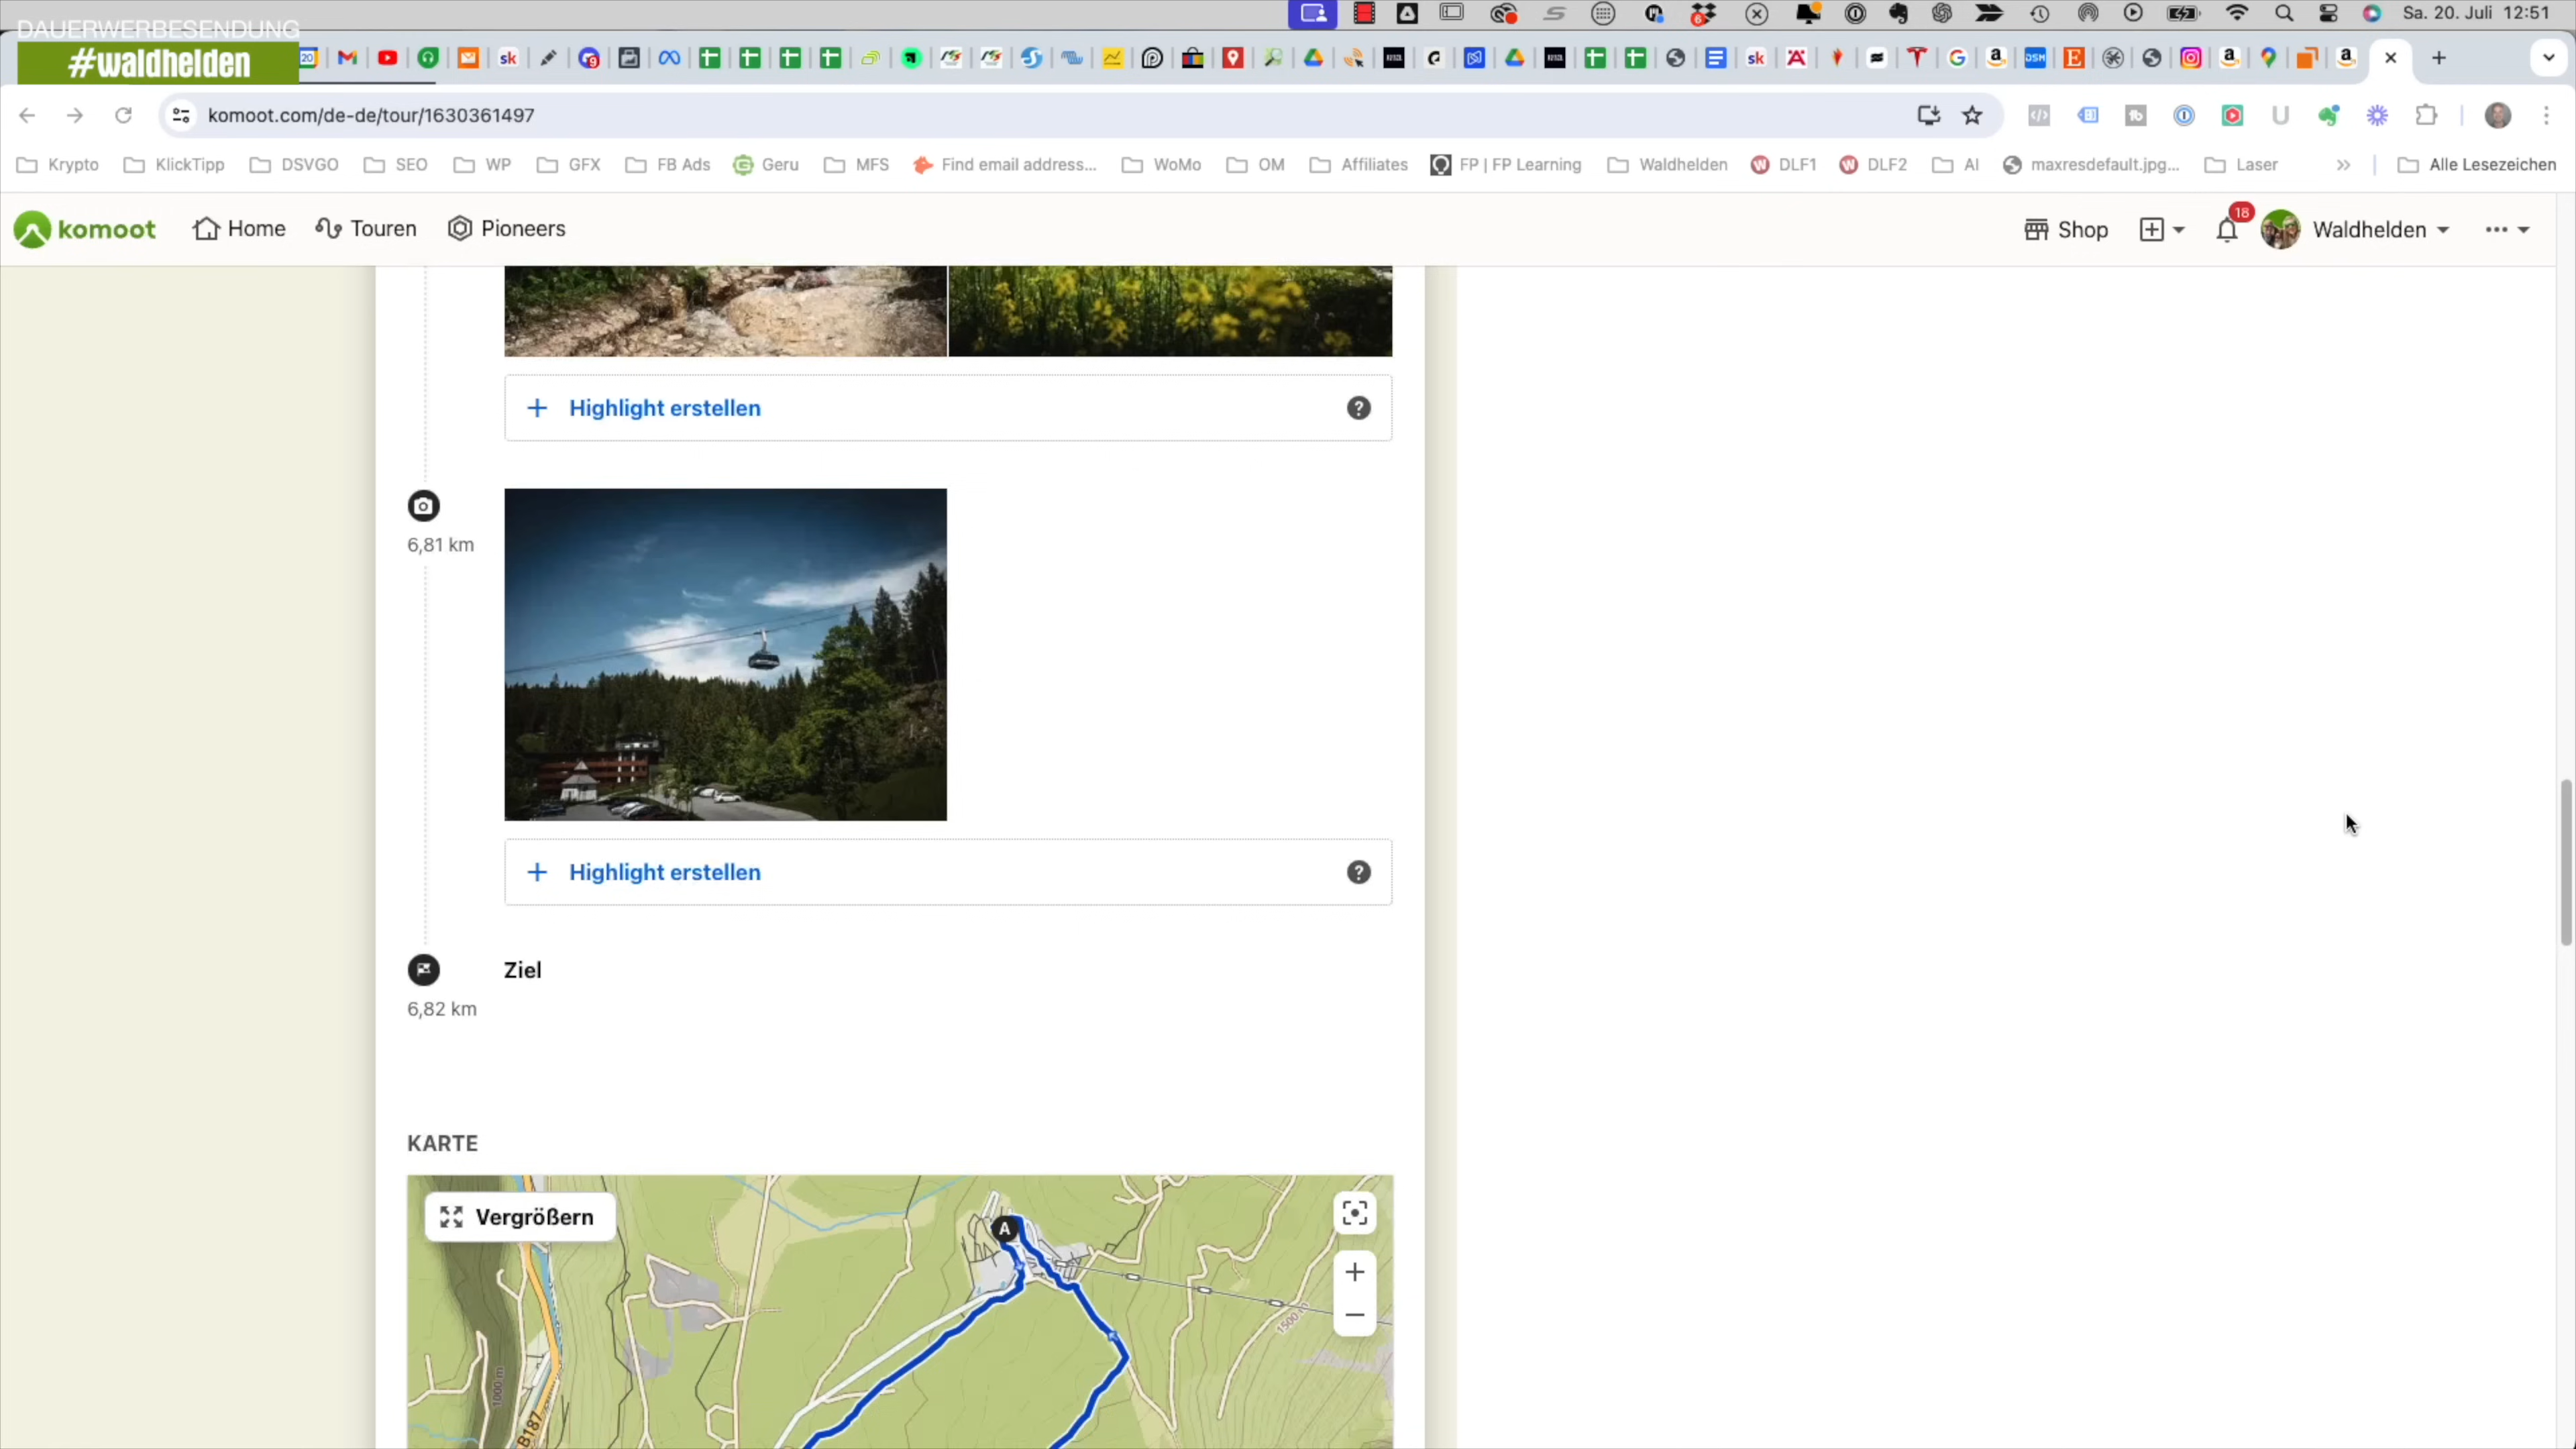 DAUERWERBESENDUNG
#waldhelden
Sa. 20. Juli 12:51
komoot.com/de-de/tour/1630361497
Krypto KlickTipp DSVGO SEO WP GFX FB Ads Geru MFS Find email address... WoMo OM Affiliates FP | FP Learning Waldhelden DLF1 DLF2 AI maxresdefault.jpg... Laser » Alle Lesezeichen
komoot Home Touren Pioneers Shop 18 Waldhelden
+ Highlight erstellen ?
6,81 km
+ Highlight erstellen ?
Ziel
6,82 km
KARTE
Vergrößern
A
+
1500 m
−
1000 m
B187